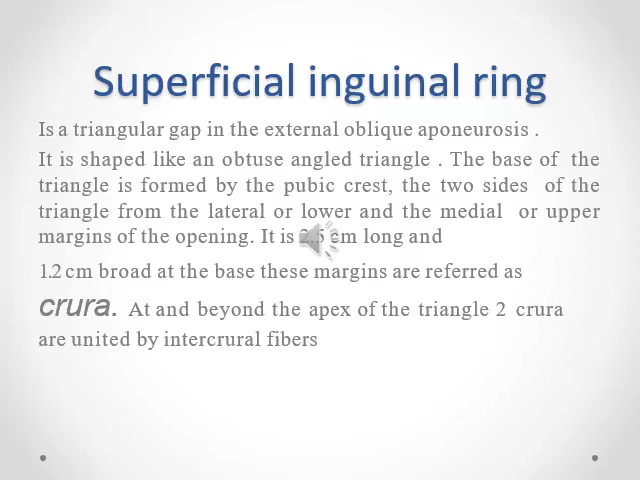 Superficial inguinal ring
Is a triangular gap in the external oblique aponeurosis .
It is shaped like an obtuse angled triangle . The base of the
triangle is formed by the pubic crest, the two sides of the
triangle from the lateral or lower and the medial or upper
margins of the opening. It is 2.5 cm long and
1.2 cm broad at the base these margins are referred as
crura. At and beyond the apex of the triangle 2 crura
are united by intercrural fibers